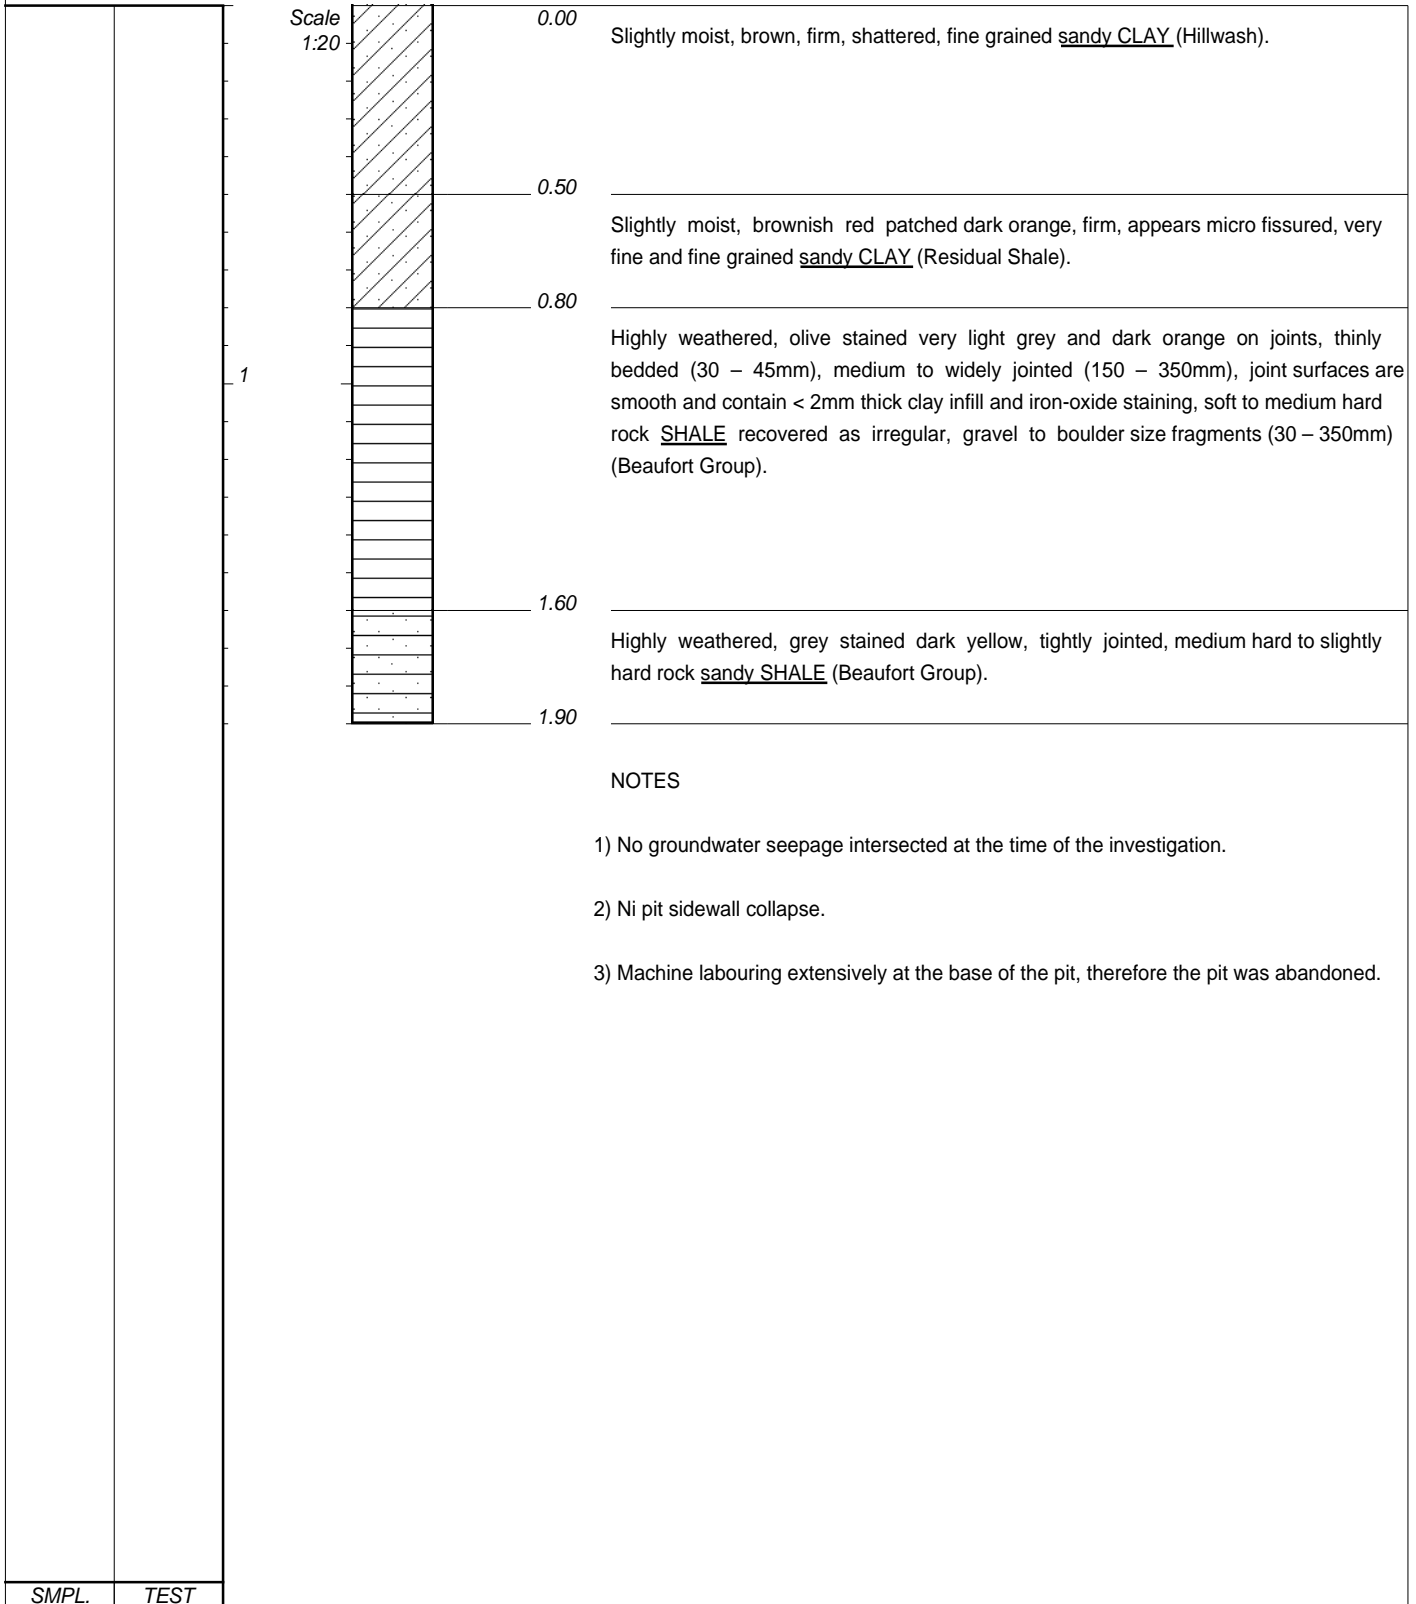 Scale
1:20
0.00
Slightly moist, brown, firm, shattered, fine grained sandy CLAY (Hillwash).
0.50
Slightly moist, brownish red patched dark orange, firm, appears micro fissured, very
fine and fine grained sandy CLAY (Residual Shale).
0.80
Highly weathered, olive stained very light grey and dark orange on joints, thinly
1
bedded (30 – 45mm), medium to widely jointed (150 – 350mm), joint surfaces are
smooth and contain < 2mm thick clay infill and iron-oxide staining, soft to medium hard
rock SHALE recovered as irregular, gravel to boulder size fragments (30 – 350mm)
(Beaufort Group).
1.60
Highly weathered, grey stained dark yellow, tightly jointed, medium hard to slightly
hard rock sandy SHALE (Beaufort Group).
1.90
NOTES
1) No groundwater seepage intersected at the time of the investigation.
2) Ni pit sidewall collapse.
3) Machine labouring extensively at the base of the pit, therefore the pit was abandoned.
SMPL. TEST